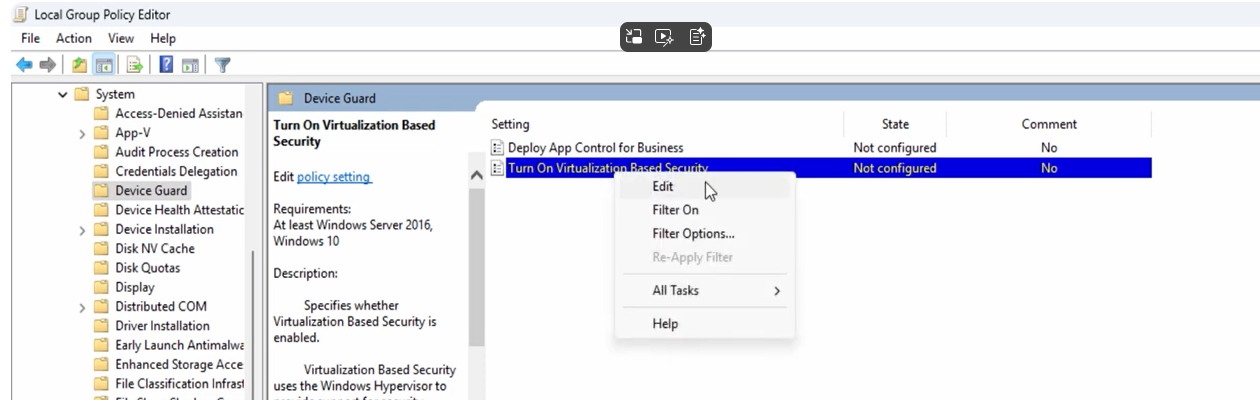 Local Group Policy Editor
File Action View Help
System
Access-Denied Assistan
App-V
Audit Process Creation
Credentials Delegation
Device Guard
Device Health Attestatic
Device Installation
Disk NV Cache
Disk Quotas
Display
Distributed COM
Driver Installation
Early Launch Antimalwa
Enhanced Storage Acce
File Classification Infrast
Device Guard
Turn On Virtualization Based
Security
Edit policy setting
Requirements:
At least Windows Server 2016,
Windows 10
Description:
Specifies whether
Virtualization Based Security is
enabled.
Virtualization Based Security
uses the Windows Hypervisor to
provide support for security
Setting State Comment
Deploy App Control for Business Not configured No
Turn On Virtualization Based Security Not configured No
Edit
Filter On
Filter Options...
Re-Apply Filter
All Tasks
Help